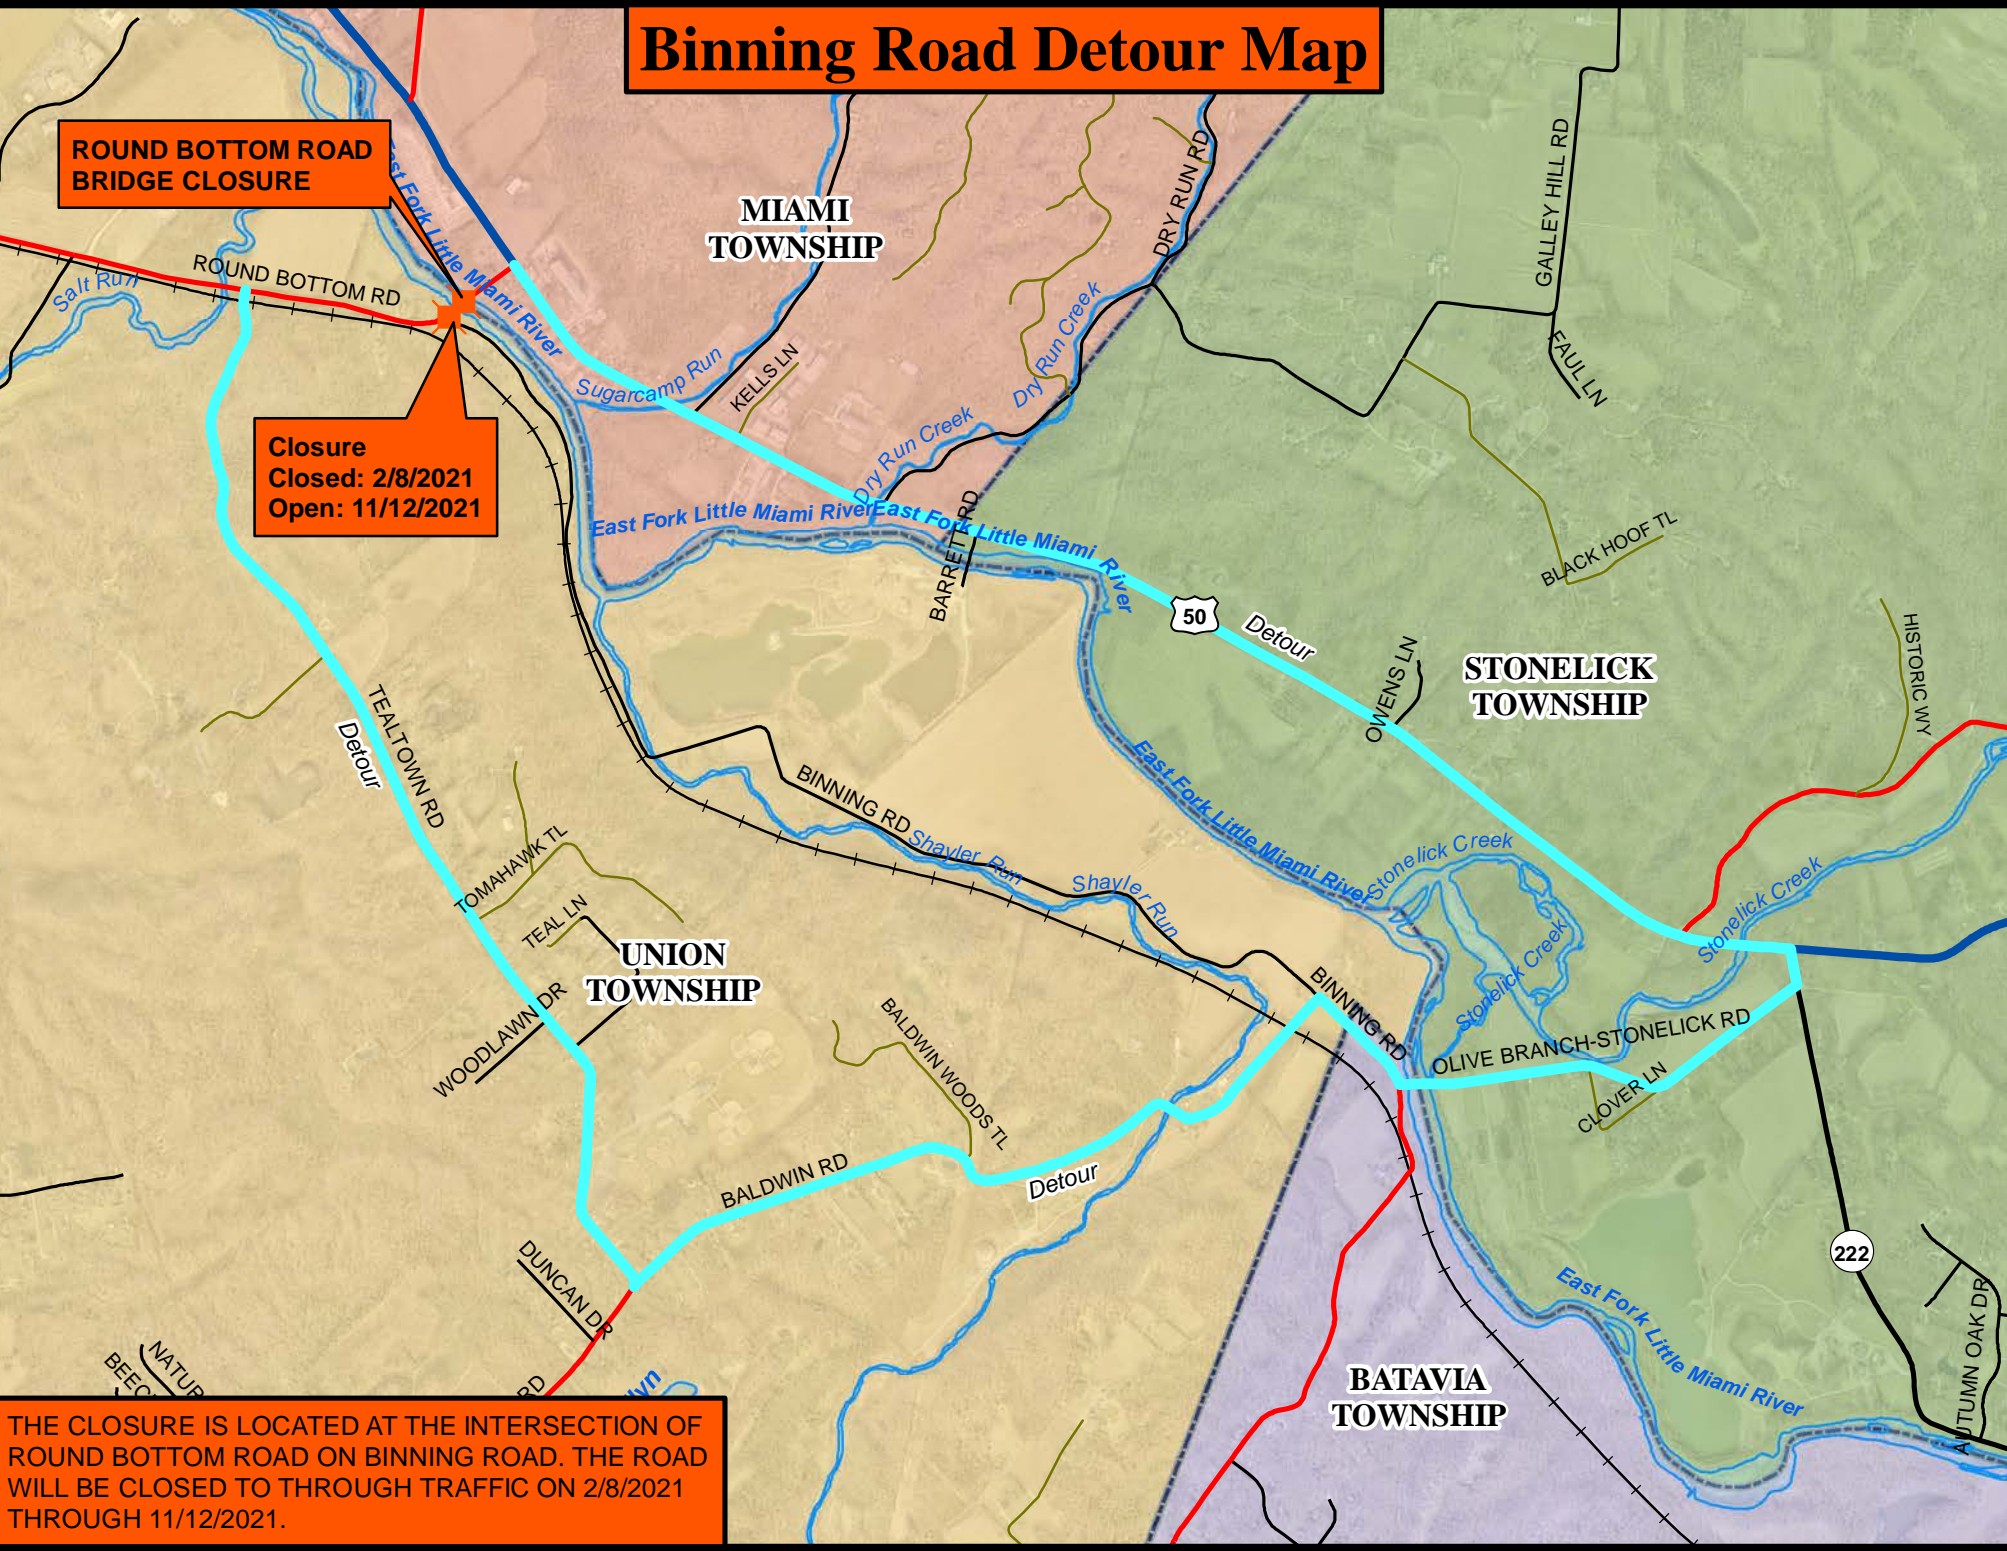 Binning Road Detour Map
ROUND BOTTOM ROAD
BRIDGE CLOSURE
East Fork Little Miami River
MIAMI
TOWNSHIP
DRY RUN RD
GALLEY HILL RD
ROUND BOTTOM RD
Salt Run
FAUL LN
Sugarcamp Run
KELLS LN
Dry Run Creek
Dry Run Creek
Closure
Closed: 2/8/2021
Open: 11/12/2021
East Fork Little Miami River
East Fork Little Miami River
BARRETT RD
BLACK HOOF TL
50
Detour
OWENS LN
STONELICK
TOWNSHIP
HISTORIC WY
TEALTOWN RD
Detour
BINNING RD
East Fork Little Miami River
Shayler Run
Shayler Run
Stonelick Creek
Stonelick Creek
Stonelick Creek
Stonelick Creek
TOMAHAWK TL
TEAL LN
UNION
TOWNSHIP
WOODLAWN DR
BALDWIN WOODS TL
BINNING RD
OLIVE BRANCH-STONELICK RD
CLOVER LN
BALDWIN RD
Detour
DUNCAN DR
222
AUTUMN OAK DR
East Fork Little Miami River
BATAVIA
TOWNSHIP
RD
THE CLOSURE IS LOCATED AT THE INTERSECTION OF
ROUND BOTTOM ROAD ON BINNING ROAD. THE ROAD
WILL BE CLOSED TO THROUGH TRAFFIC ON 2/8/2021
THROUGH 11/12/2021.